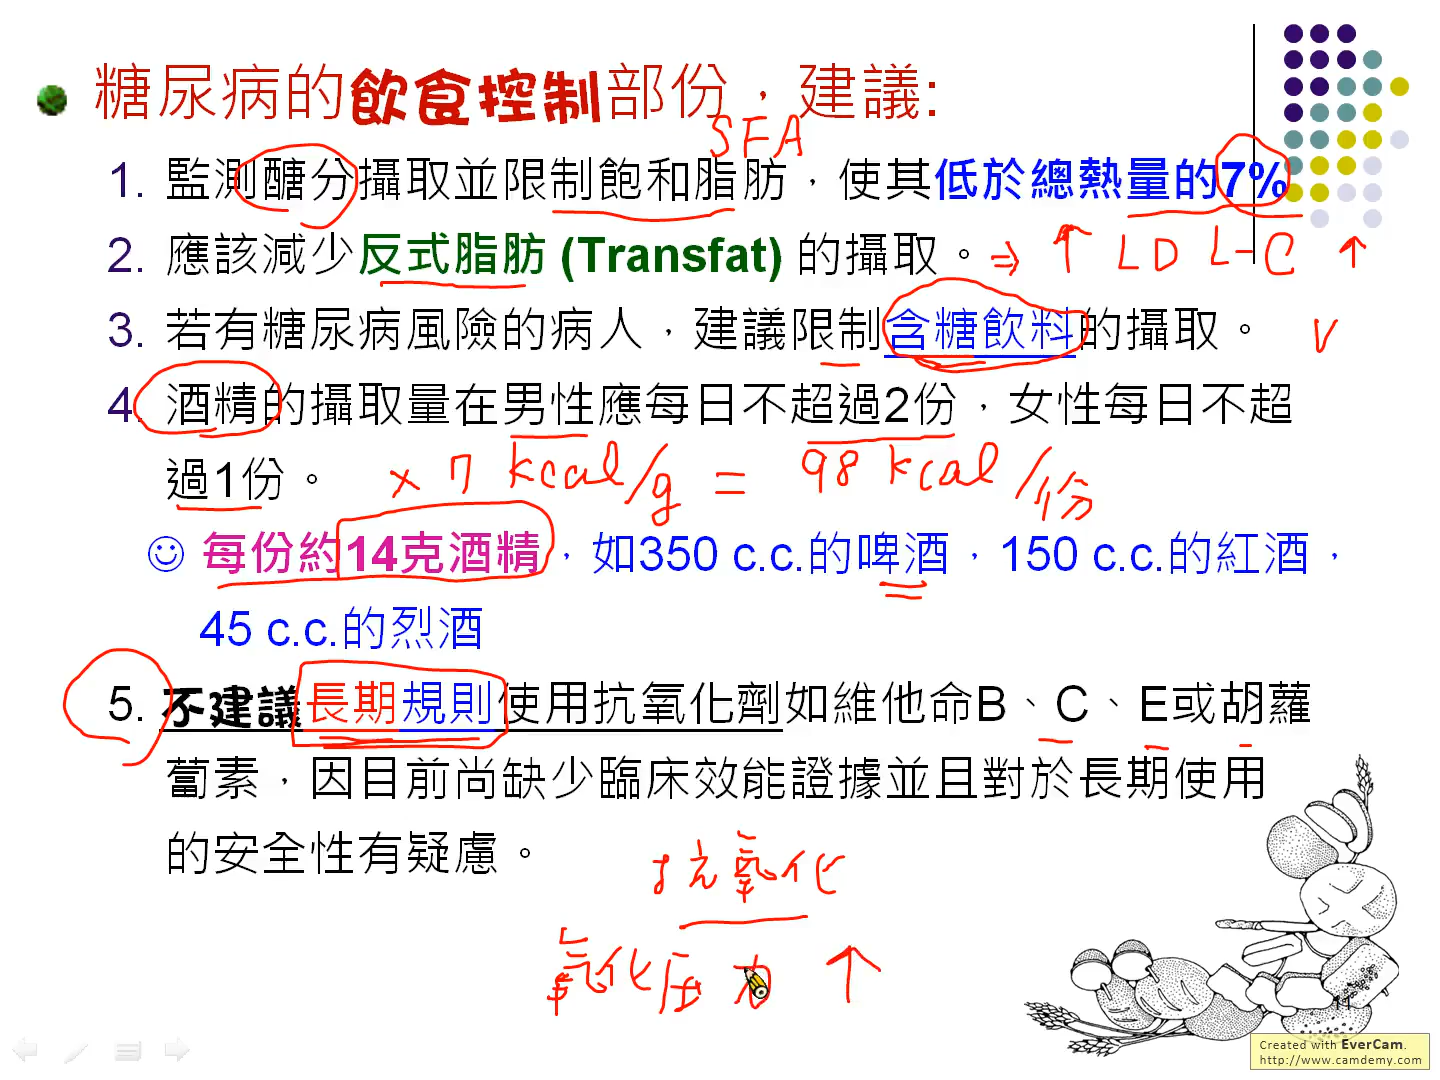 糖尿病的飲食控制部份，建議:
SFA
1. 監測醣分攝取並限制飽和脂肪，使其低於總熱量的7%
2. 應該減少反式脂肪 (Transfat) 的攝取。⇒ ↑ LDL-C ↑
3. 若有糖尿病風險的病人，建議限制含糖飲料的攝取。 v
4. 酒精的攝取量在男性應每日不超過2份，女性每日不超
過1份。 × 7 kcal/g = 98 kcal/份
☺ 每份約14克酒精，如350 c.c.的啤酒，150 c.c.的紅酒，
45 c.c.的烈酒
5. 不建議長期規則使用抗氧化劑如維他命B、C、E或胡蘿
蔔素，因目前尚缺少臨床效能證據並且對於長期使用
的安全性有疑慮。
抗氧化
氧化壓力 ↑
11
Created with EverCam.
http://www.camdemy.com